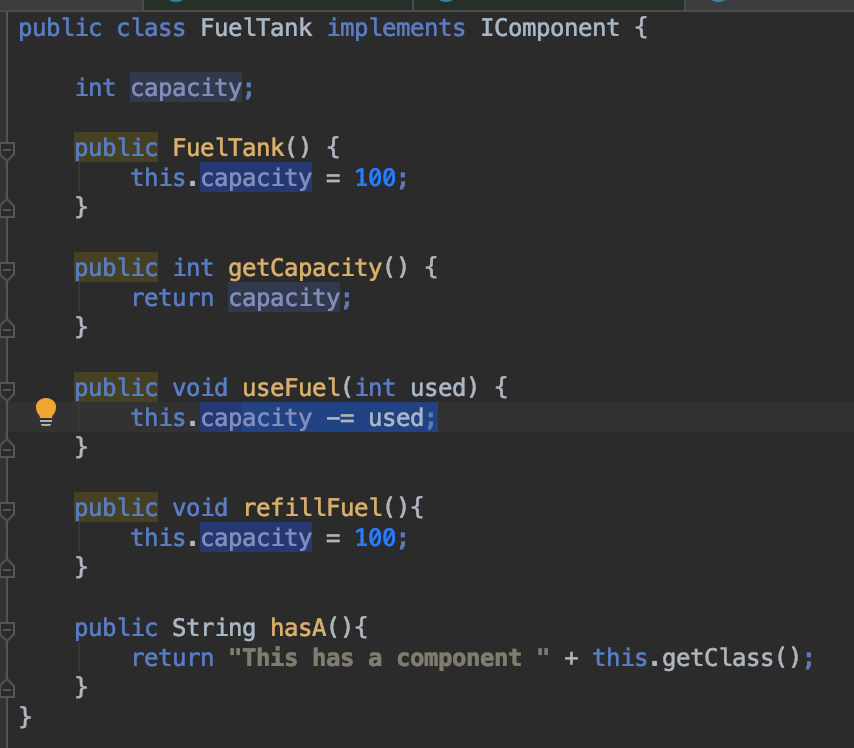 public class FuelTank implements IComponent {
int capacity;
public FuelTank() {
this.capacity = 100;
}
public int getCapacity() {
return capacity;
}
public void useFuel(int used) {
this.capacity -= used;
}
public void refillFuel(){
this.capacity = 100;
}
public String hasA(){
return "This has a component " + this.getClass();
}
}